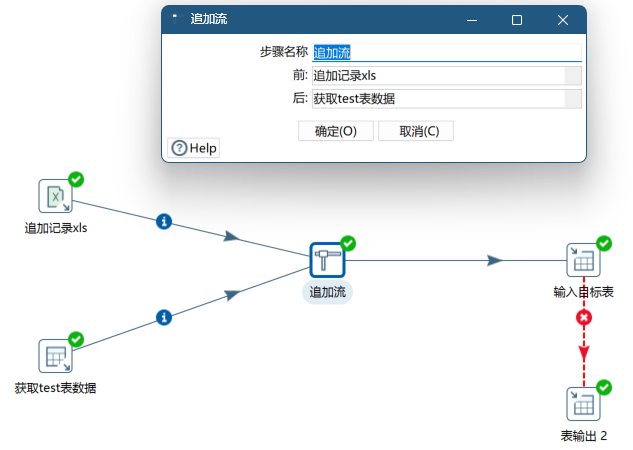 追加流
步骤名称 追加流
前: 追加记录xls
后: 获取test表数据
确定(O) 取消(C)
Help
追加记录xls
追加流
输入目标表
获取test表数据
表输出 2